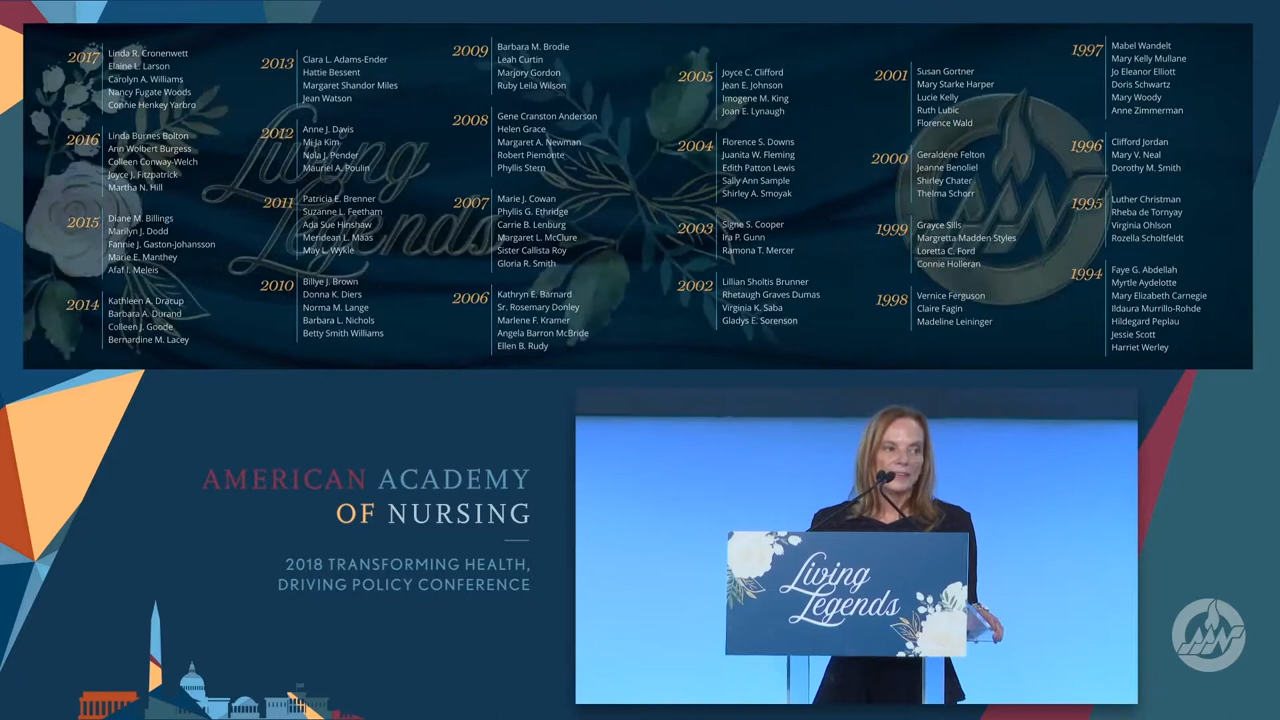 2017
Linda R. Cronenwett
Elaine L. Larson
Carolyn A. Williams
Nancy Fugate Woods
Connie Henkey Yarbro
2016
Linda Burnes Bolton
Ann Wolbert Burgess
Colleen Conway-Welch
Joyce J. Fitzpatrick
Martha N. Hill
2015
Diane M. Billings
Marilyn J. Dodd
Fannie J. Gaston-Johansson
Marie E. Manthey
Afaf I. Meleis
2014
Kathleen A. Dracup
Barbara A. Durand
Colleen J. Goode
Bernardine M. Lacey
2013
Clara L. Adams-Ender
Hattie Bessent
Margaret Shandor Miles
Jean Watson
2012
Anne J. Davis
Mi Ja Kim
Nola J. Pender
Mauriel A. Poulin
2011
Patricia E. Brenner
Suzanne L. Feetham
Ada Sue Hinshaw
Meridean L. Maas
May L. Wykle
2010
Billye J. Brown
Donna K. Diers
Norma M. Lange
Barbara L. Nichols
Betty Smith Williams
2009
Barbara M. Brodie
Leah Curtin
Marjory Gordon
Ruby Leila Wilson
2008
Gene Cranston Anderson
Helen Grace
Margaret A. Newman
Robert Piemonte
Phyllis Stern
2007
Marie J. Cowan
Phyllis G. Ethridge
Carrie B. Lenburg
Margaret L. McClure
Sister Callista Roy
Gloria R. Smith
2006
Kathryn E. Barnard
Sr. Rosemary Donley
Marlene F. Kramer
Angela Barron McBride
Ellen B. Rudy
2005
Joyce C. Clifford
Jean E. Johnson
Imogene M. King
Joan E. Lynaugh
2004
Florence S. Downs
Juanita W. Fleming
Edith Patton Lewis
Sally Ann Sample
Shirley A. Smoyak
2003
Signe S. Cooper
Ira P. Gunn
Ramona T. Mercer
2002
Lillian Sholtis Brunner
Rhetaugh Graves Dumas
Virginia K. Saba
Gladys E. Sorenson
2001
Susan Gortner
Mary Starke Harper
Lucie Kelly
Ruth Lubic
Florence Wald
2000
Geraldene Felton
Jeanne Benoliel
Shirley Chater
Thelma Schorr
1999
Grayce Sills
Margretta Madden Styles
Loretta C. Ford
Connie Holleran
1998
Vernice Ferguson
Claire Fagin
Madeline Leininger
1997
Mabel Wandelt
Mary Kelly Mullane
Jo Eleanor Elliott
Doris Schwartz
Mary Woody
Anne Zimmerman
1996
Clifford Jordan
Mary V. Neal
Dorothy M. Smith
1995
Luther Christman
Rheba de Tornyay
Virginia Ohlson
Rozella Scholtfeldt
1994
Faye G. Abdellah
Myrtle Aydelotte
Mary Elizabeth Carnegie
Ildaura Murrillo-Rohde
Hildegard Peplau
Jessie Scott
Harriet Werley
Living
Legends
AMERICAN ACADEMY
OF NURSING
2018 TRANSFORMING HEALTH,
DRIVING POLICY CONFERENCE
Living
Legends